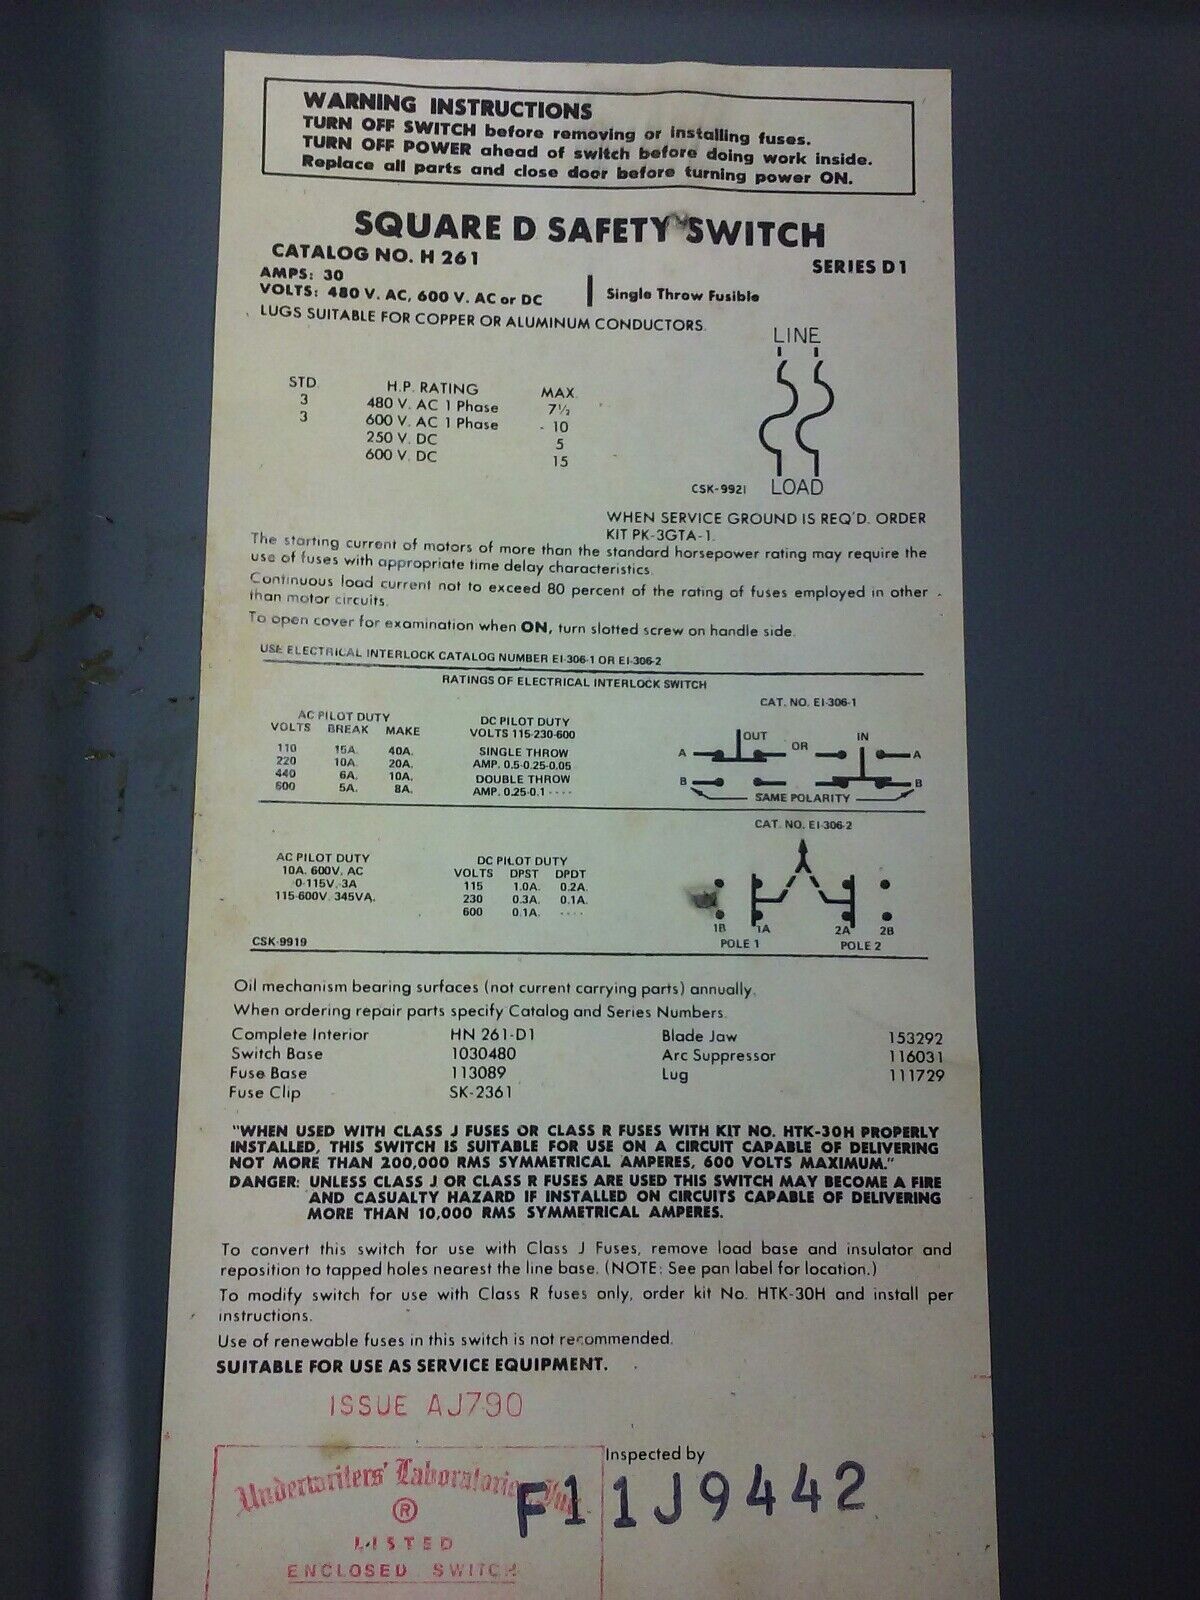 WARNING INSTRUCTIONS
TURN OFF SWITCH before removing or installing fuses.
TURN OFF POWER ahead of switch before doing work inside.
Replace all parts and close door before turning power ON.
SQUARE D SAFETY SWITCH
CATALOG NO. H 261
SERIES D1
AMPS: 30
VOLTS: 480 V. AC, 600 V. AC or DC
Single Throw Fusible
LUGS SUITABLE FOR COPPER OR ALUMINUM CONDUCTORS.
LINE
STD. H.P. RATING MAX.
3 480 V. AC 1 Phase 7½
3 600 V. AC 1 Phase 10
250 V. DC 5
600 V. DC 15
CSK-9921 LOAD
WHEN SERVICE GROUND IS REQ'D. ORDER
KIT PK-3GTA-1.
The starting current of motors of more than the standard horsepower rating may require the
use of fuses with appropriate time delay characteristics.
Continuous load current not to exceed 80 percent of the rating of fuses employed in other
than motor circuits.
To open cover for examination when ON, turn slotted screw on handle side.
USE ELECTRICAL INTERLOCK CATALOG NUMBER EI-306-1 OR EI-306-2
RATINGS OF ELECTRICAL INTERLOCK SWITCH
CAT. NO. EI-306-1
AC PILOT DUTY
VOLTS BREAK MAKE
110 15A. 40A.
220 10A. 20A.
440 6A. 10A.
600 5A. 8A.
DC PILOT DUTY
VOLTS 115-230-600
SINGLE THROW
AMP. 0.5-0.25-0.05
DOUBLE THROW
AMP. 0.25-0.1 - - - -
OUT OR IN
A A
B B
SAME POLARITY
CAT. NO. EI-306-2
AC PILOT DUTY
10A. 600V. AC
0-115V.-3A
115-600V. 345VA.
DC PILOT DUTY
VOLTS DPST DPDT
115 1.0A. 0.2A.
230 0.3A. 0.1A.
600 0.1A. - - - -
1B 1A 2A 2B
POLE 1 POLE 2
CSK-9919
Oil mechanism bearing surfaces (not current carrying parts) annually.
When ordering repair parts specify Catalog and Series Numbers.
Complete Interior HN 261-D1 Blade Jaw 153292
Switch Base 1030480 Arc Suppressor 116031
Fuse Base 113089 Lug 111729
Fuse Clip SK-2361
"WHEN USED WITH CLASS J FUSES OR CLASS R FUSES WITH KIT NO. HTK-30H PROPERLY
INSTALLED, THIS SWITCH IS SUITABLE FOR USE ON A CIRCUIT CAPABLE OF DELIVERING
NOT MORE THAN 200,000 RMS SYMMETRICAL AMPERES, 600 VOLTS MAXIMUM."
DANGER: UNLESS CLASS J OR CLASS R FUSES ARE USED THIS SWITCH MAY BECOME A FIRE
AND CASUALTY HAZARD IF INSTALLED ON CIRCUITS CAPABLE OF DELIVERING
MORE THAN 10,000 RMS SYMMETRICAL AMPERES.
To convert this switch for use with Class J Fuses, remove load base and insulator and
reposition to tapped holes nearest the line base. (NOTE: See pan label for location.)
To modify switch for use with Class R fuses only, order kit No. HTK-30H and install per
instructions.
Use of renewable fuses in this switch is not recommended.
SUITABLE FOR USE AS SERVICE EQUIPMENT.
ISSUE AJ790
Inspected by
F11J9442
Underwriters' Laboratories, Inc.
®
LISTED
ENCLOSED SWITCH